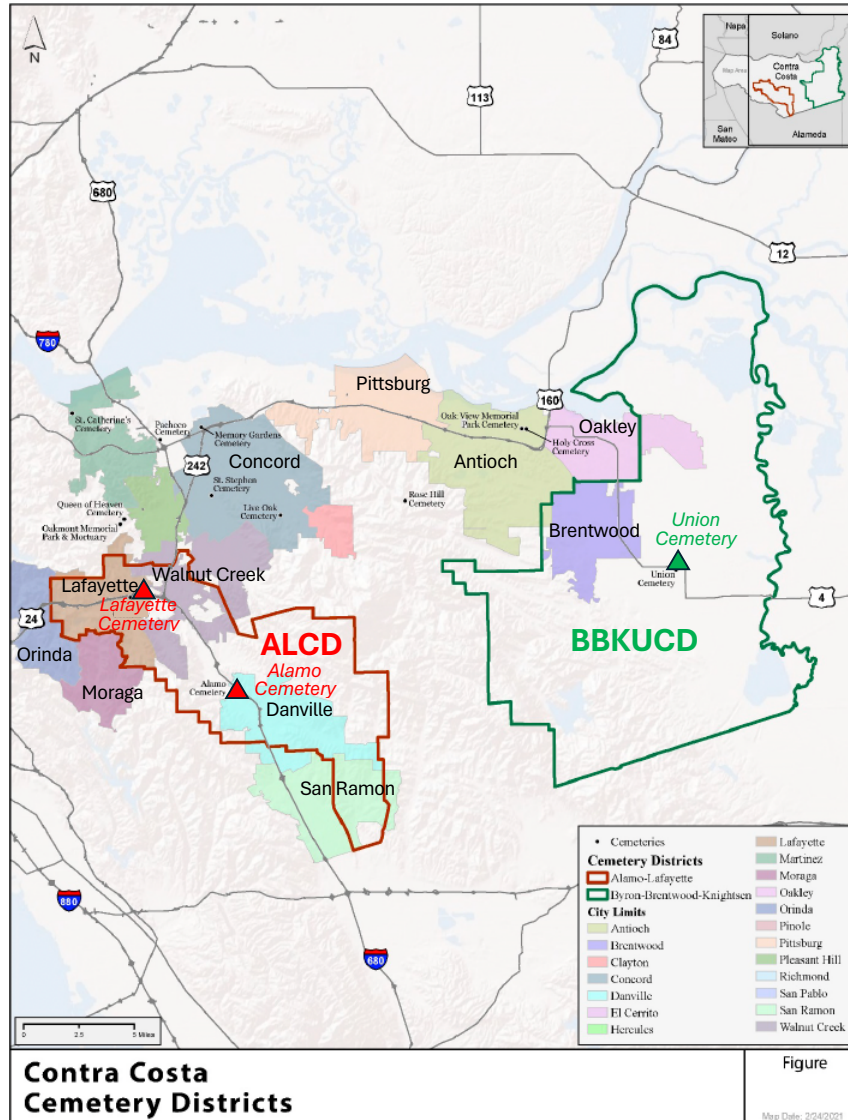 N
84
113
680
12
780
160
242
24
4
880
680
Napa
Solano
Map Area
Contra
Costa
San
Mateo
Alameda
Pittsburg
Oak View Memorial
Park Cemetery
Oakley
Holy Cross
Cemetery
Antioch
St. Catherine's
Cemetery
Pacheco
Cemetery
Memory Gardens
Cemetery
Concord
St. Stephen
Cemetery
Live Oak
Cemetery
Rose Hill
Cemetery
Queen of Heaven
Cemetery
Oakmont Memorial
Park & Mortuary
Brentwood
Union
Cemetery
Union
Cemetery
Lafayette
Walnut Creek
Lafayette
Cemetery
Orinda
Moraga
ALCD
Alamo
Cemetery
Alamo
Cemetery
Danville
BBKUCD
San Ramon
Cemeteries
Cemetery Districts
Alamo-Lafayette
Byron-Brentwood-Knightsen
City Limits
Antioch
Brentwood
Clayton
Concord
Danville
El Cerrito
Hercules
Lafayette
Martinez
Moraga
Oakley
Orinda
Pinole
Pittsburg
Pleasant Hill
Richmond
San Pablo
San Ramon
Walnut Creek
0 2.5 5 Miles
Contra Costa
Cemetery Districts
Figure
Map Date: 2/24/2021